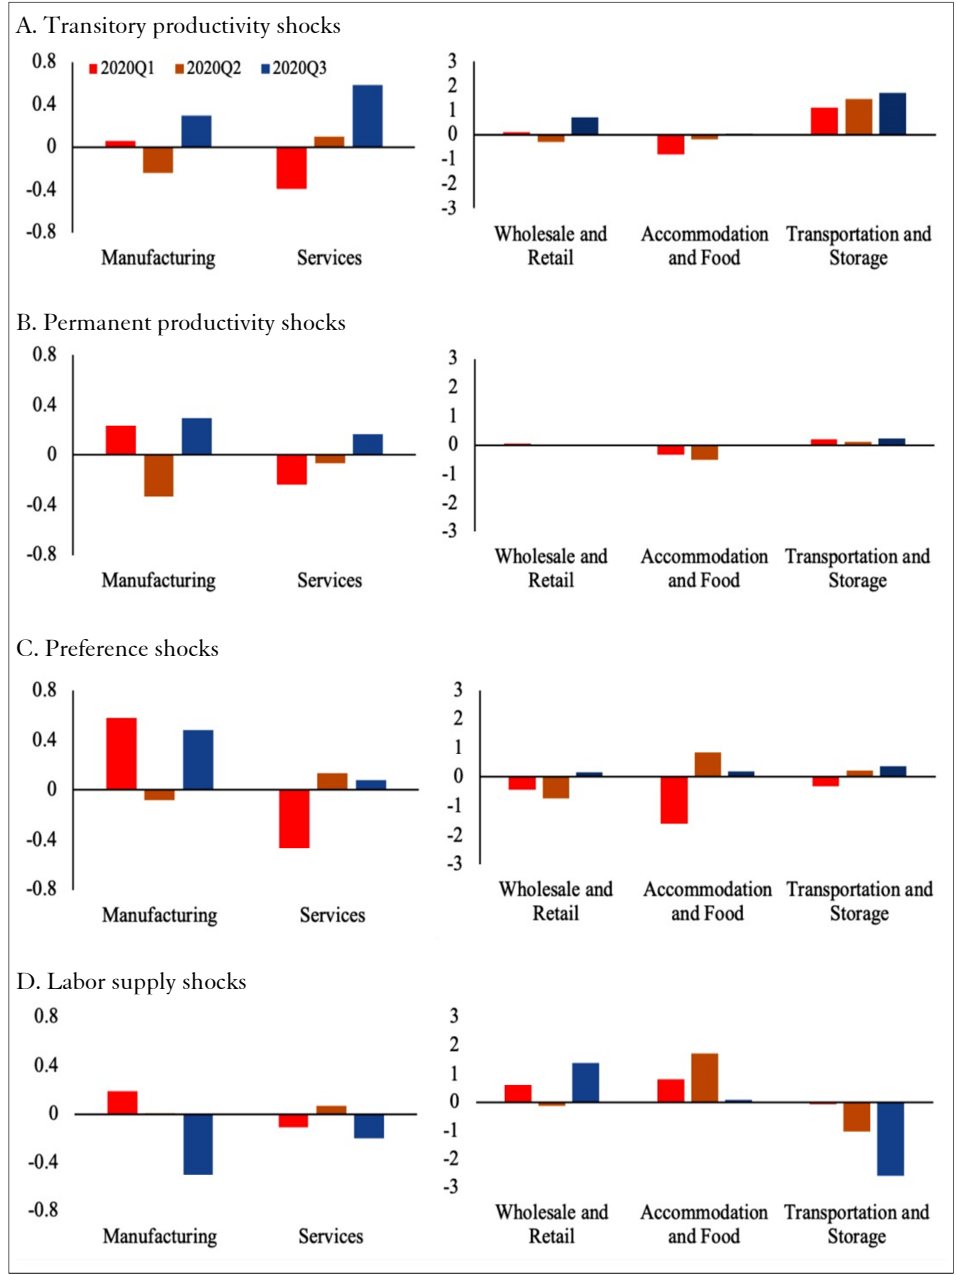 A. Transitory productivity shocks
2020Q1 2020Q2 2020Q3
0.8
0.4
0
-0.4
-0.8
Manufacturing Services
3
2
1
0
-1
-2
-3
Wholesale and Accommodation Transportation and
Retail and Food Storage
B. Permanent productivity shocks
0.8
0.4
0
-0.4
-0.8
Manufacturing Services
3
2
1
0
-1
-2
-3
Wholesale and Accommodation Transportation and
Retail and Food Storage
C. Preference shocks
0.8
0.4
0
-0.4
-0.8
Manufacturing Services
3
2
1
0
-1
-2
-3
Wholesale and Accommodation Transportation and
Retail and Food Storage
D. Labor supply shocks
0.8
0.4
0
-0.4
-0.8
Manufacturing Services
3
2
1
0
-1
-2
-3
Wholesale and Accommodation Transportation and
Retail and Food Storage